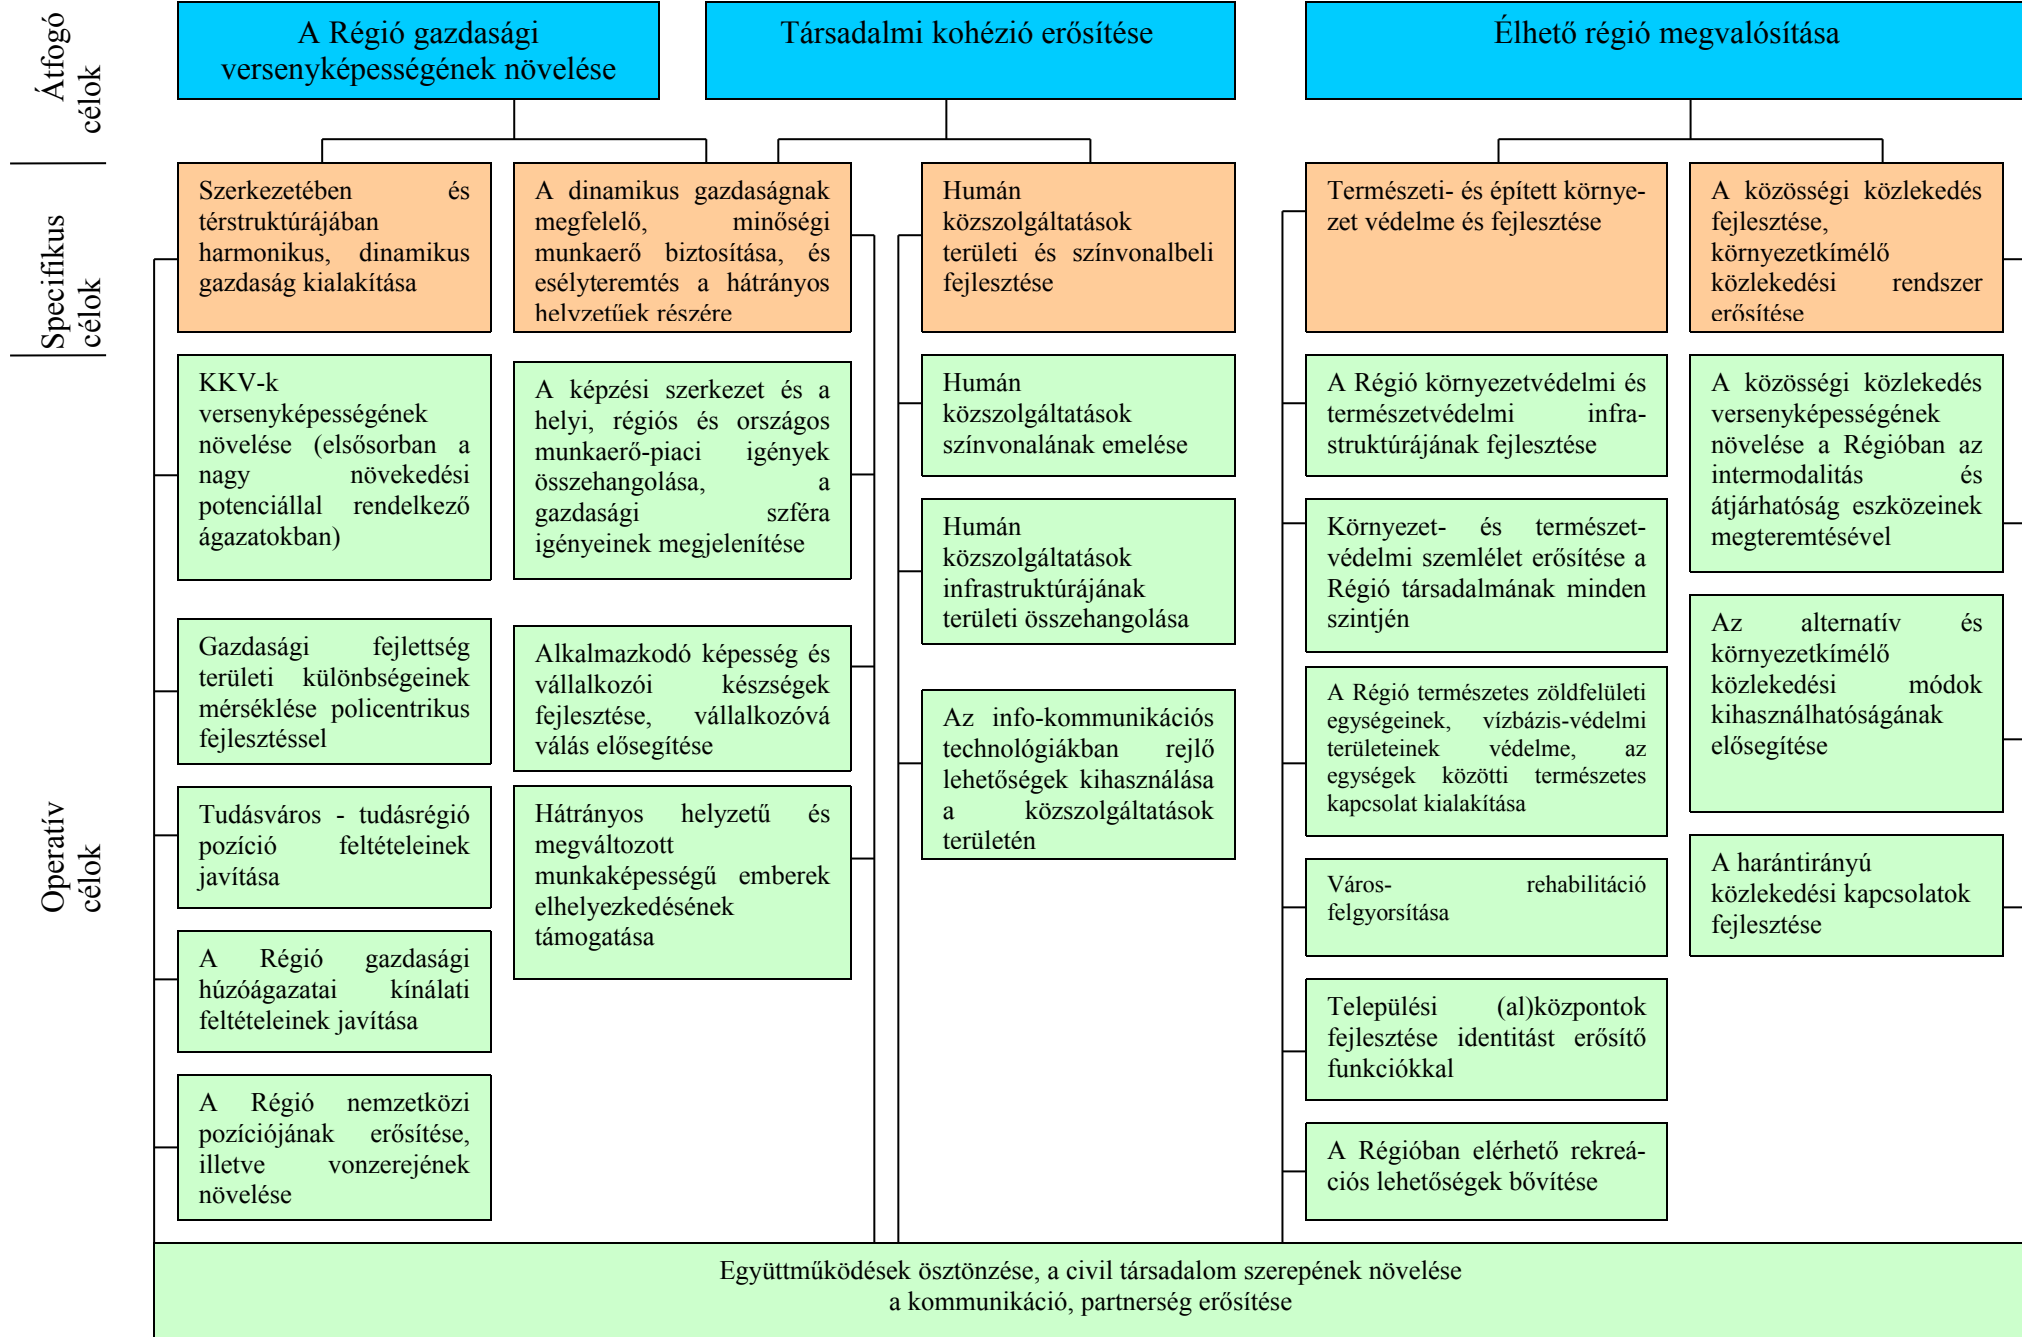 Átfogó
célok
A Régió gazdasági
versenyképességének növelése
Társadalmi kohézió erősítése
Élhető régió megvalósítása
Specifikus
célok
Szerkezetében és
térstruktúrájában
harmonikus, dinamikus
gazdaság kialakítása
A dinamikus gazdaságnak
megfelelő, minőségi
munkaerő biztosítása, és
esélyteremtés a hátrányos
helyzetűek részére
Humán
közszolgáltatások
területi és színvonalbeli
fejlesztése
Természeti- és épített környe-
zet védelme és fejlesztése
A közösségi közlekedés
fejlesztése,
környezetkímélő
közlekedési rendszer
erősítése
Operatív
célok
KKV-k
versenyképességének
növelése (elsősorban a
nagy növekedési
potenciállal rendelkező
ágazatokban)
Gazdasági fejlettség
területi különbségeinek
mérséklése policentrikus
fejlesztéssel
Tudásváros - tudásrégió
pozíció feltételeinek
javítása
A Régió gazdasági
húzóágazatai kínálati
feltételeinek javítása
A Régió nemzetközi
pozíciójának erősítése,
illetve vonzerejének
növelése
A képzési szerkezet és a
helyi, régiós és országos
munkaerő-piaci igények
összehangolása, a
gazdasági szféra
igényeinek megjelenítése
Alkalmazkodó képesség és
vállalkozói készségek
fejlesztése, vállalkozóvá
válás elősegítése
Hátrányos helyzetű és
megváltozott
munkaképességű emberek
elhelyezkedésének
támogatása
Humán
közszolgáltatások
színvonalának emelése
Humán
közszolgáltatások
infrastruktúrájának
területi összehangolása
Az info-kommunikációs
technológiákban rejlő
lehetőségek kihasználása
a közszolgáltatások
területén
A Régió környezetvédelmi és
természetvédelmi infra-
struktúrájának fejlesztése
Környezet- és természet-
védelmi szemlélet erősítése a
Régió társadalmának minden
szintjén
A Régió természetes zöldfelületi
egységeinek, vízbázis-védelmi
területeinek védelme, az
egységek közötti természetes
kapcsolat kialakítása
Város- rehabilitáció
felgyorsítása
Települési (al)központok
fejlesztése identitást erősítő
funkciókkal
A Régióban elérhető rekreá-
ciós lehetőségek bővítése
A közösségi közlekedés
versenyképességének
növelése a Régióban az
intermodalitás és
átjárhatóság eszközeinek
megteremtésével
Az alternatív és
környezetkímélő
közlekedési módok
kihasználhatóságának
elősegítése
A harántirányú
közlekedési kapcsolatok
fejlesztése
Együttműködések ösztönzése, a civil társadalom szerepének növelése
a kommunikáció, partnerség erősítése